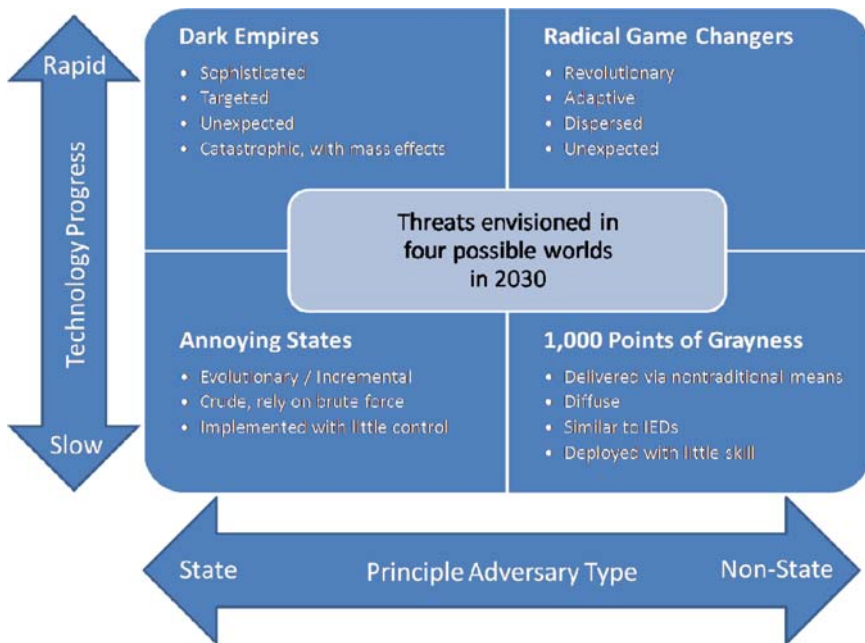 Rapid
Technology Progress
Slow
Dark Empires
• Sophisticated
• Targeted
• Unexpected
• Catastrophic, with mass effects
Radical Game Changers
• Revolutionary
• Adaptive
• Dispersed
• Unexpected
Threats envisioned in
four possible worlds
in 2030
Annoying States
• Evolutionary / Incremental
• Crude, rely on brute force
• Implemented with little control
1,000 Points of Grayness
• Delivered via nontraditional means
• Diffuse
• Similar to IEDs
• Deployed with little skill
State
Principle Adversary Type
Non-State